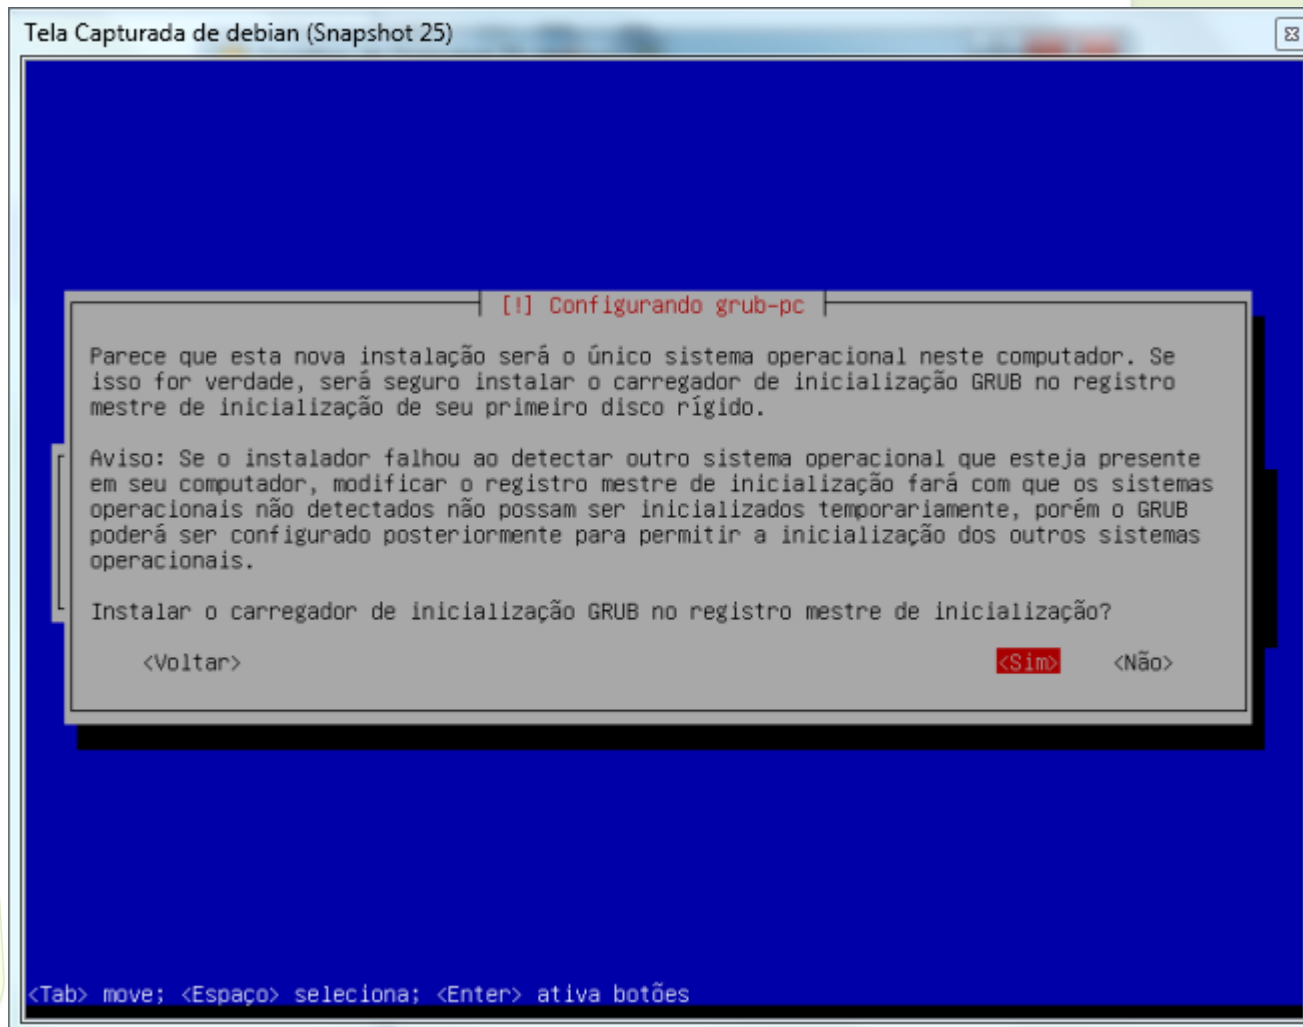 Tela Capturada de debian (Snapshot 25)
[!] Configurando grub-pc
Parece que esta nova instalação será o único sistema operacional neste computador. Se
isso for verdade, será seguro instalar o carregador de inicialização GRUB no registro
mestre de inicialização de seu primeiro disco rígido.
Aviso: Se o instalador falhou ao detectar outro sistema operacional que esteja presente
em seu computador, modificar o registro mestre de inicialização fará com que os sistemas
operacionais não detectados não possam ser inicializados temporariamente, porém o GRUB
poderá ser configurado posteriormente para permitir a inicialização dos outros sistemas
operacionais.
Instalar o carregador de inicialização GRUB no registro mestre de inicialização?
<Voltar> <Sim> <Não>
<Tab> move; <Espaço> seleciona; <Enter> ativa botões